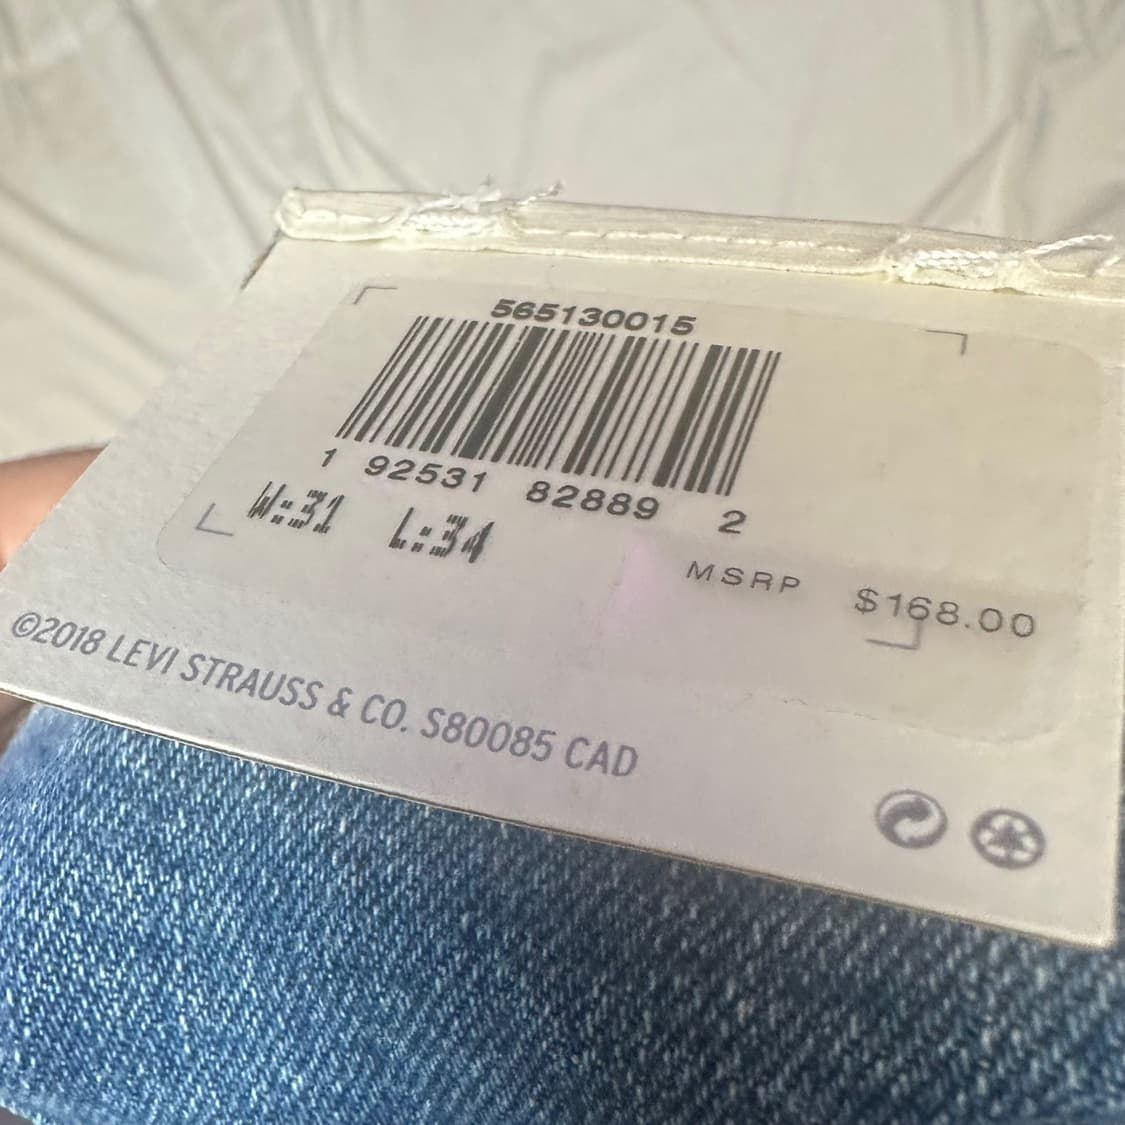 565130015
1 92531 82889 2
W:31 L:34
MSRP $168.00
©2018 LEVI STRAUSS & CO. S80085 CAD